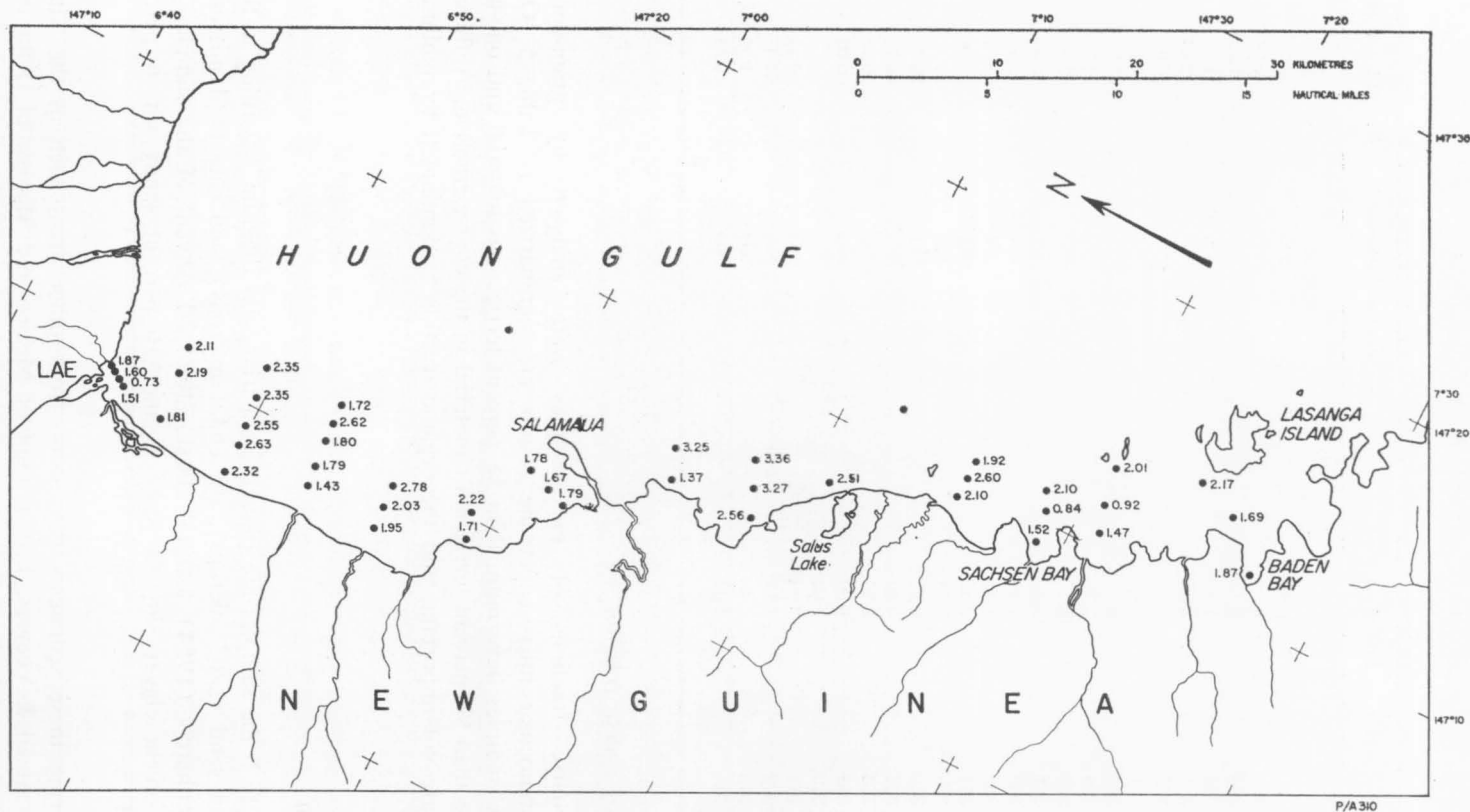 147°10 6°40 6°50 147°20 7°00 7°10 147°30 7°20
0 10 20 30 KILOMETRES
0 5 10 15 NAUTICAL MILES
147°36
N
HUON GULF
LAE
1.87
1.60
0.73
1.51
2.11
2.19
1.81
2.35
2.35
2.55
2.63
2.32
1.72
2.62
1.80
1.79
1.43
2.78
2.03
1.95
2.22
1.71
SALAMAUA
1.78
1.67
1.79
3.25
1.37
3.36
3.27
2.56
2.51
Salus
Lake
1.92
2.60
2.10
2.10
0.84
1.52
SACHSEN BAY
2.01
0.92
1.47
2.17
1.69
1.87
LASANGA
ISLAND
BADEN
BAY
7°30
147°20
NEW GUINEA
147°10
P/A310